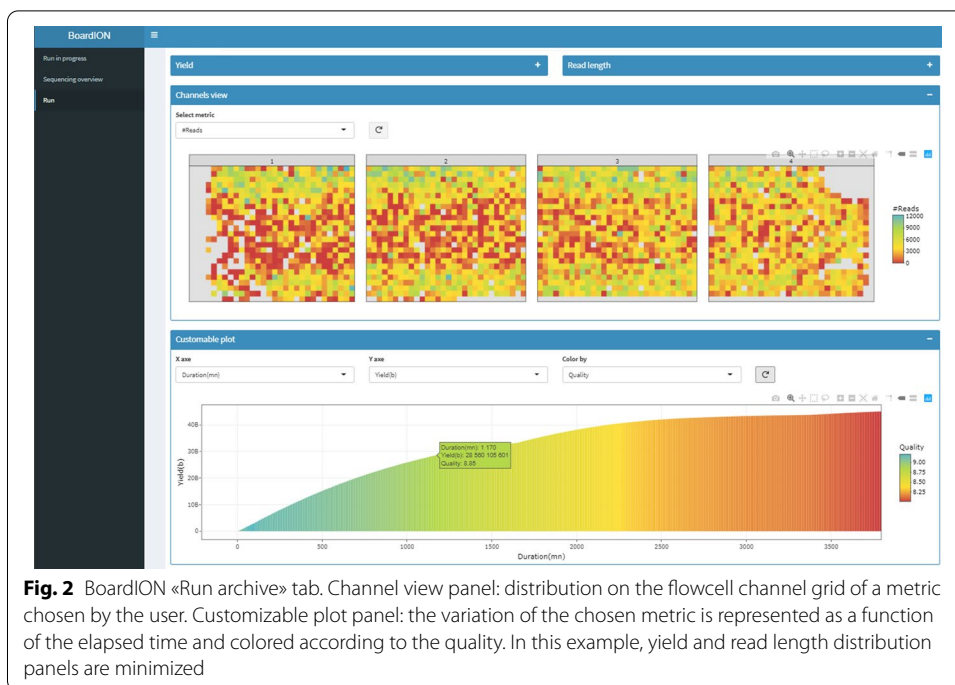 BoardION
Run in progress
Sequencing overview
Run
Yield +
Read length +
Channels view −
Select metric
#Reads
1 2 3 4
#Reads
12000
9000
6000
3000
0
Customable plot −
X axe Y axe Color by
Duration(mn) Yield(b) Quality
Yield(b)
40B
30B
20B
10B
0
Duration(mn): 1 170
Yield(b): 28 560 105 601
Quality: 8.85
Quality
9.00
8.75
8.50
8.25
0 500 1000 1500 2000 2500 3000 3500
Duration(mn)
Fig. 2 BoardION «Run archive» tab. Channel view panel: distribution on the flowcell channel grid of a metric
chosen by the user. Customizable plot panel: the variation of the chosen metric is represented as a function
of the elapsed time and colored according to the quality. In this example, yield and read length distribution
panels are minimized